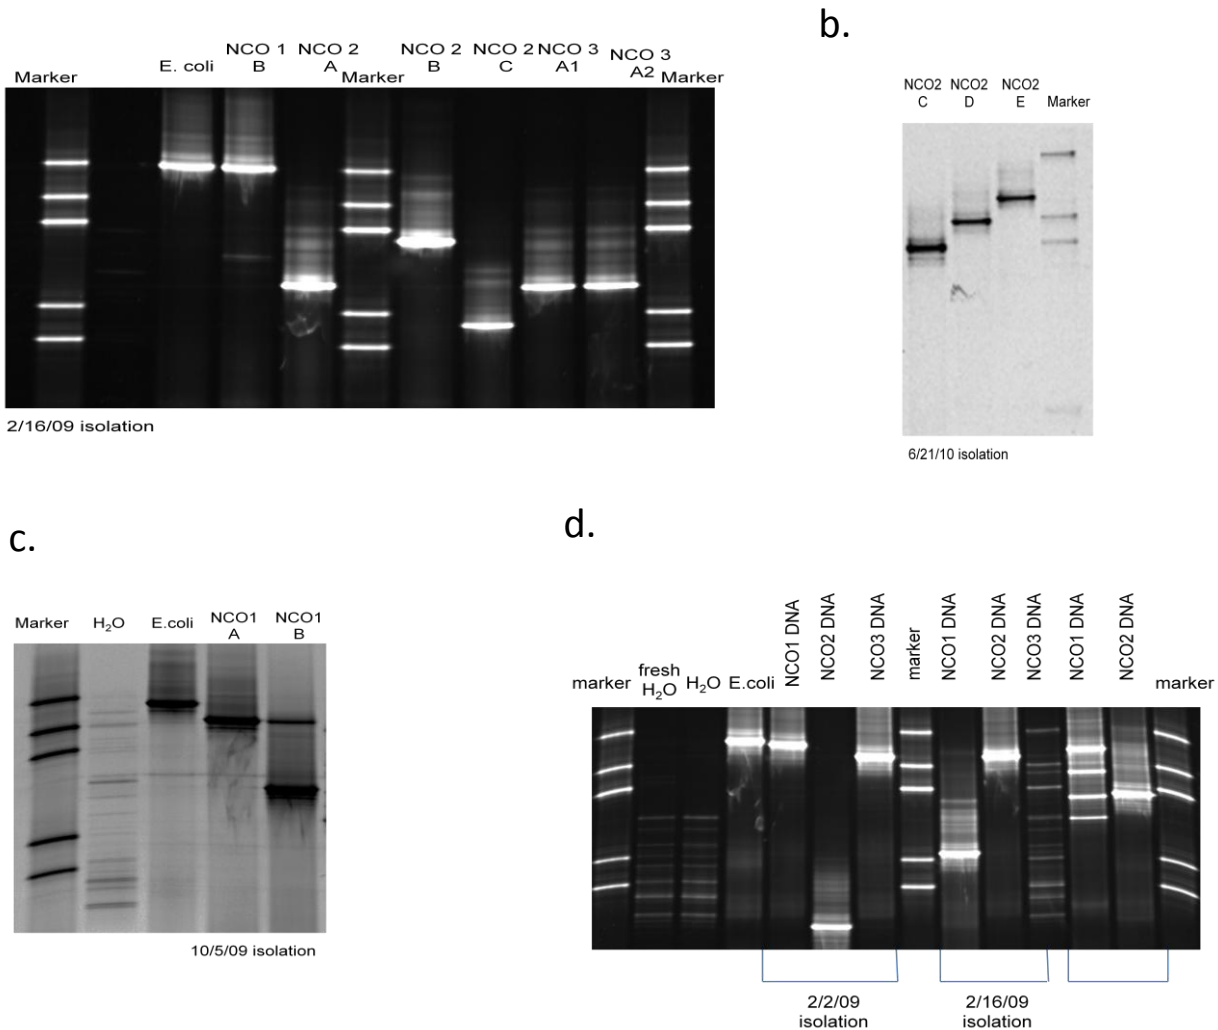 b.
Marker
E. coli
NCO 1
B
NCO 2
A
Marker
NCO 2
B
NCO 2
C
NCO 3
A1
NCO 3
A2
Marker
2/16/09 isolation
NCO2
C
NCO2
D
NCO2
E
Marker
6/21/10 isolation
c.
Marker
H₂O
E.coli
NCO1
A
NCO1
B
10/5/09 isolation
d.
marker
fresh
H₂O
H₂O
E.coli
NCO1 DNA
NCO2 DNA
NCO3 DNA
marker
NCO1 DNA
NCO2 DNA
NCO3 DNA
NCO1 DNA
NCO2 DNA
marker
2/2/09
isolation
2/16/09
isolation